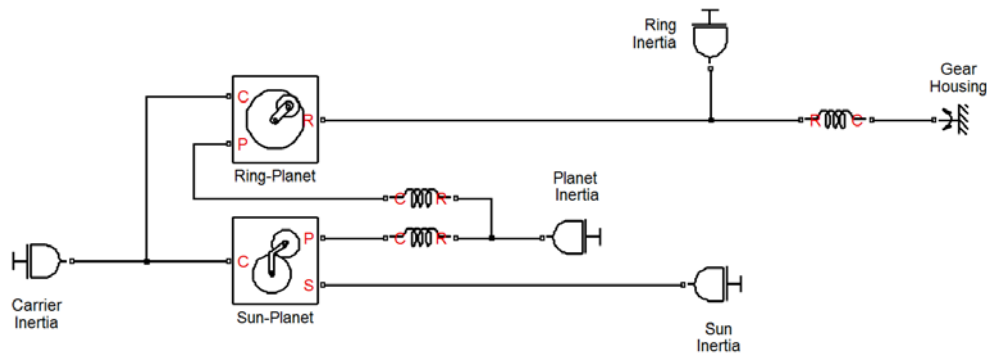 Ring
Inertia
Gear
Housing
C
R
R C
P
Ring-Planet
Planet
Inertia
C R
P
C R
C
S
Carrier
Inertia
Sun-Planet
Sun
Inertia